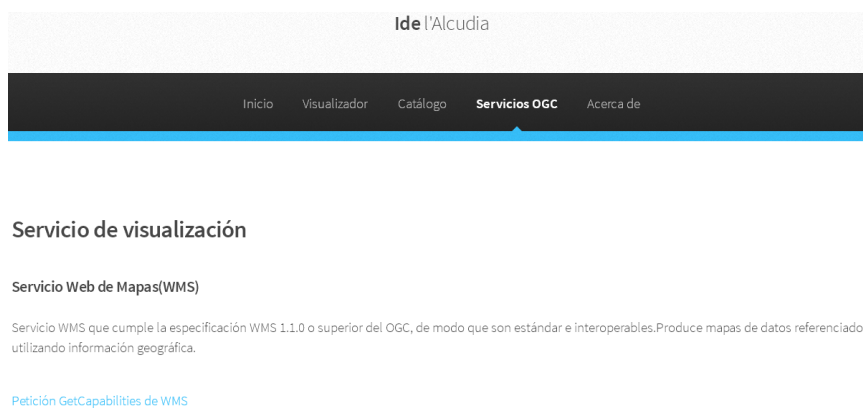 Ide l'Alcudia
Inicio Visualizador Catálogo Servicios OGC Acerca de
Servicio de visualización
Servicio Web de Mapas(WMS)
Servicio WMS que cumple la especificación WMS 1.1.0 o superior del OGC, de modo que son estándar e interoperables.Produce mapas de datos referenciado
utilizando información geográfica.
Petición GetCapabilities de WMS